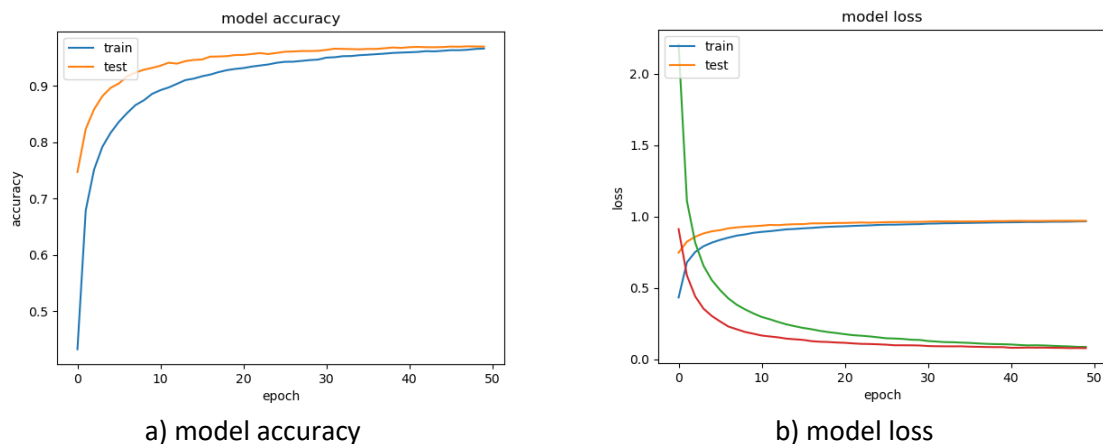 model accuracy
train
test
0.9
0.8
0.7
0.6
0.5
accuracy
0 10 20 30 40 50
epoch
a) model accuracy
model loss
train
test
2.0
1.5
1.0
0.5
0.0
loss
0 10 20 30 40 50
epoch
b) model loss